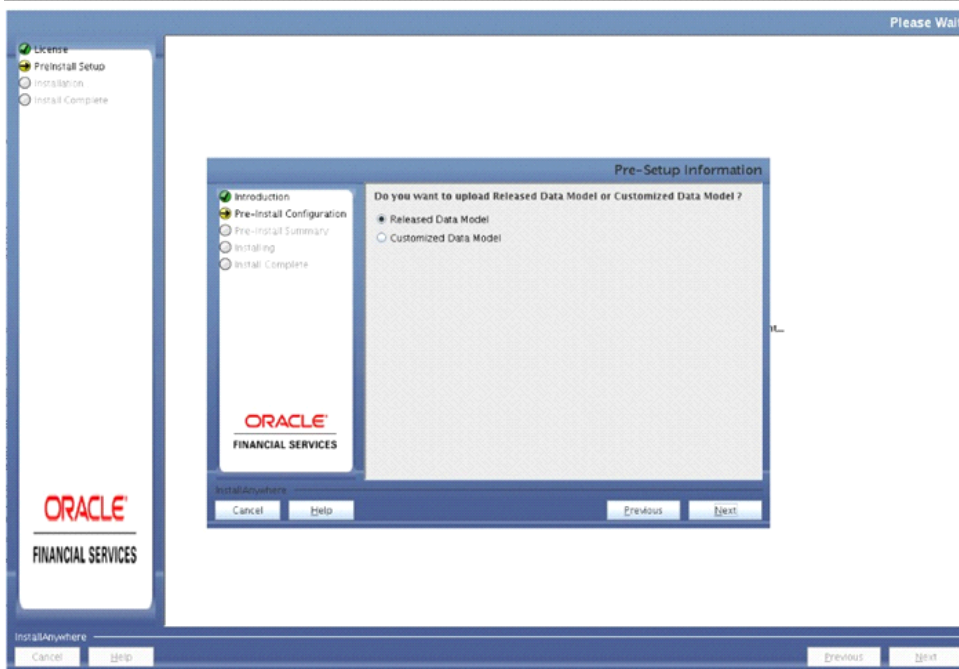 Please Wait
License
Preinstall Setup
Installation
Install Complete
Pre-Setup Information
Introduction
Pre-Install Configuration
Pre-Install Summary
Installing
Install Complete
Do you want to upload Released Data Model or Customized Data Model ?
Released Data Model
Customized Data Model
ORACLE'
FINANCIAL SERVICES
InstallAnywhere
Cancel Help Previous Next
ORACLE'
FINANCIAL SERVICES
InstallAnywhere
Cancel Help Previous Next